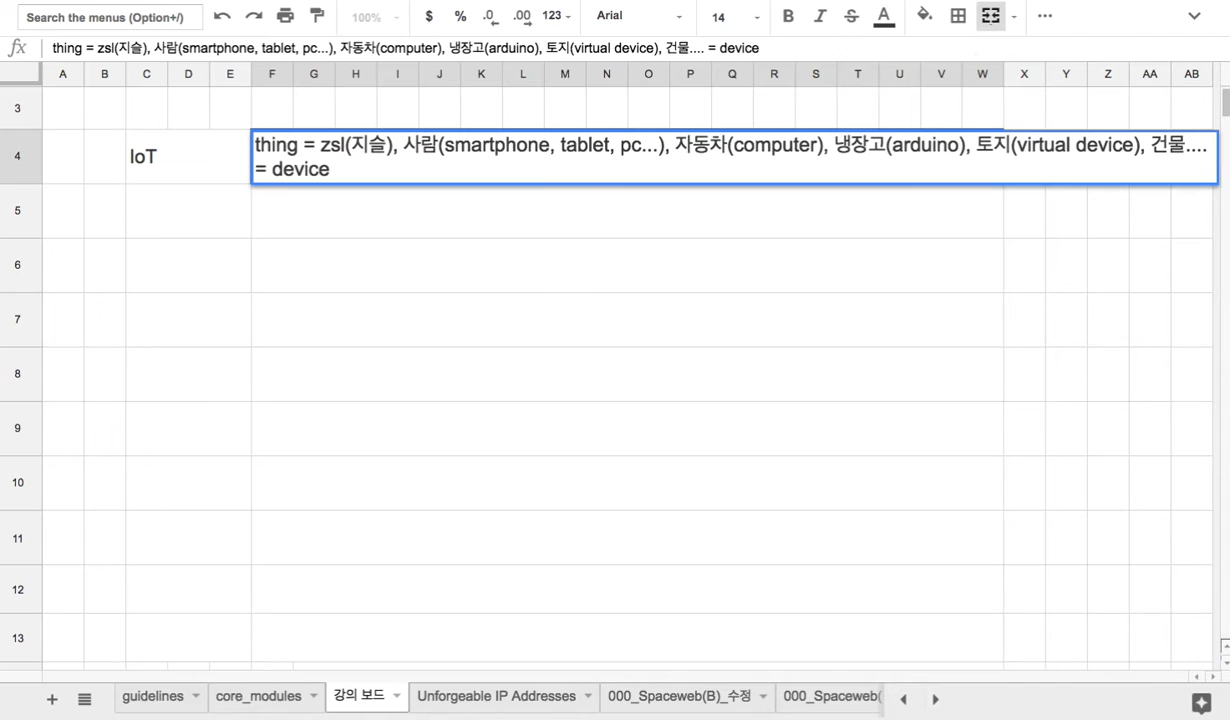 Search the menus (Option+/)
100%
$ % .0 .00 123
Arial
14
B I S A
fx
thing = zsl(지슬), 사람(smartphone, tablet, pc...), 자동차(computer), 냉장고(arduino), 토지(virtual device), 건물.... = device
A B C D E F G H I J K L M N O P Q R S T U V W X Y Z AA AB
3
4
IoT
thing = zsl(지슬), 사람(smartphone, tablet, pc...), 자동차(computer), 냉장고(arduino), 토지(virtual device), 건물....
= device
5
6
7
8
9
10
11
12
13
guidelines
core_modules
강의 보드
Unforgeable IP Addresses
000_Spaceweb(B)_수정
000_Spaceweb(